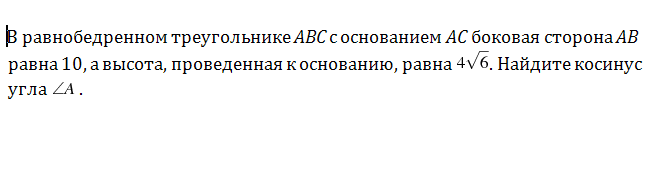 В равнобедренном треугольнике ABC с основанием AC боковая сторона AB
равна 10, а высота, проведенная к основанию, равна 4√6. Найдите косинус
угла ∠A .